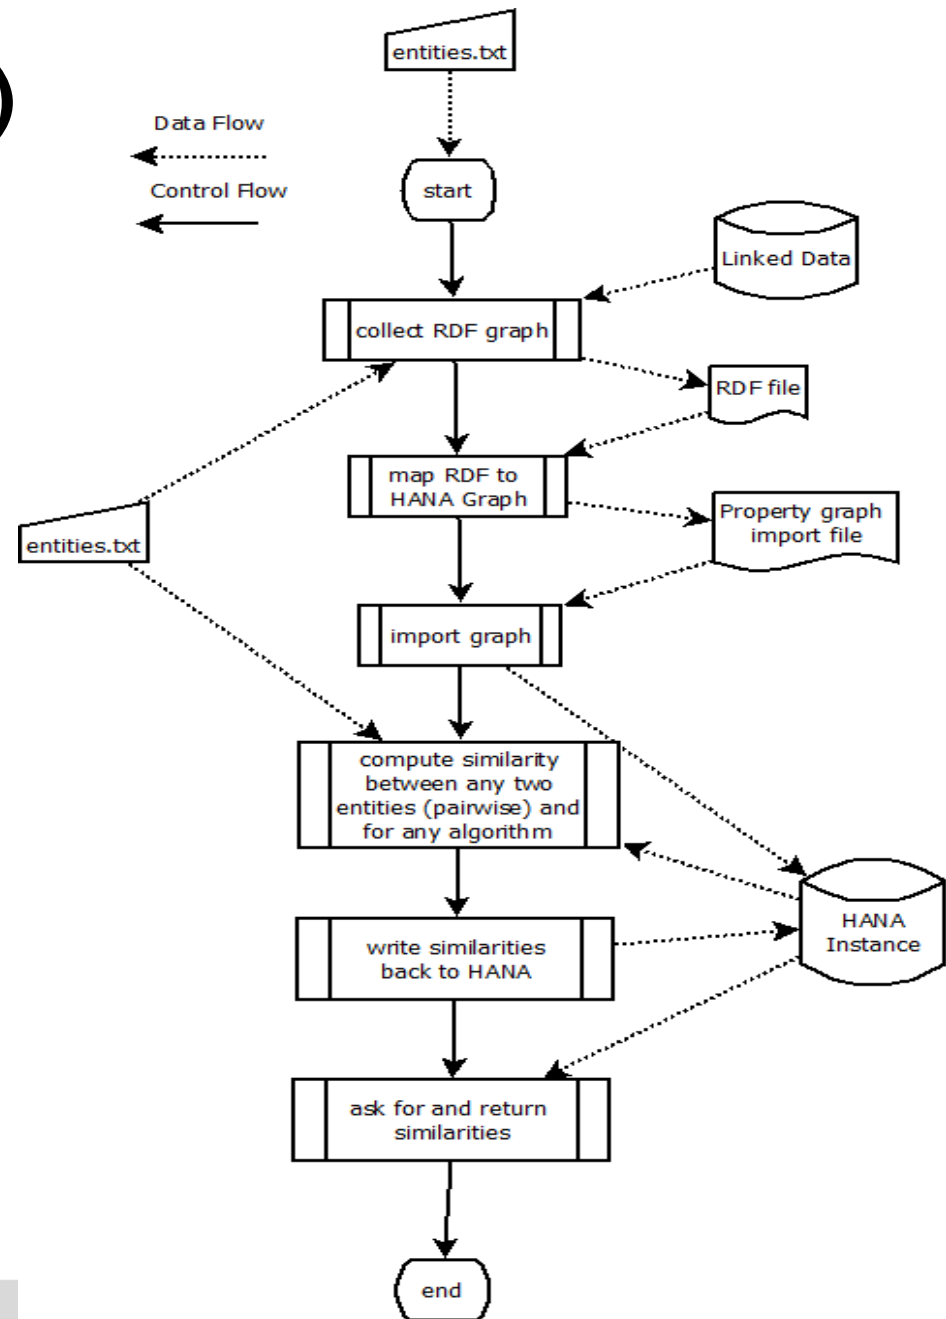 entities.txt
Data Flow
Control Flow
start
Linked Data
collect RDF graph
RDF file
map RDF to
HANA Graph
Property graph
import file
entities.txt
import graph
compute similarity
between any two
entities (pairwise) and
for any algorithm
HANA
Instance
write similarities
back to HANA
ask for and return
similarities
end